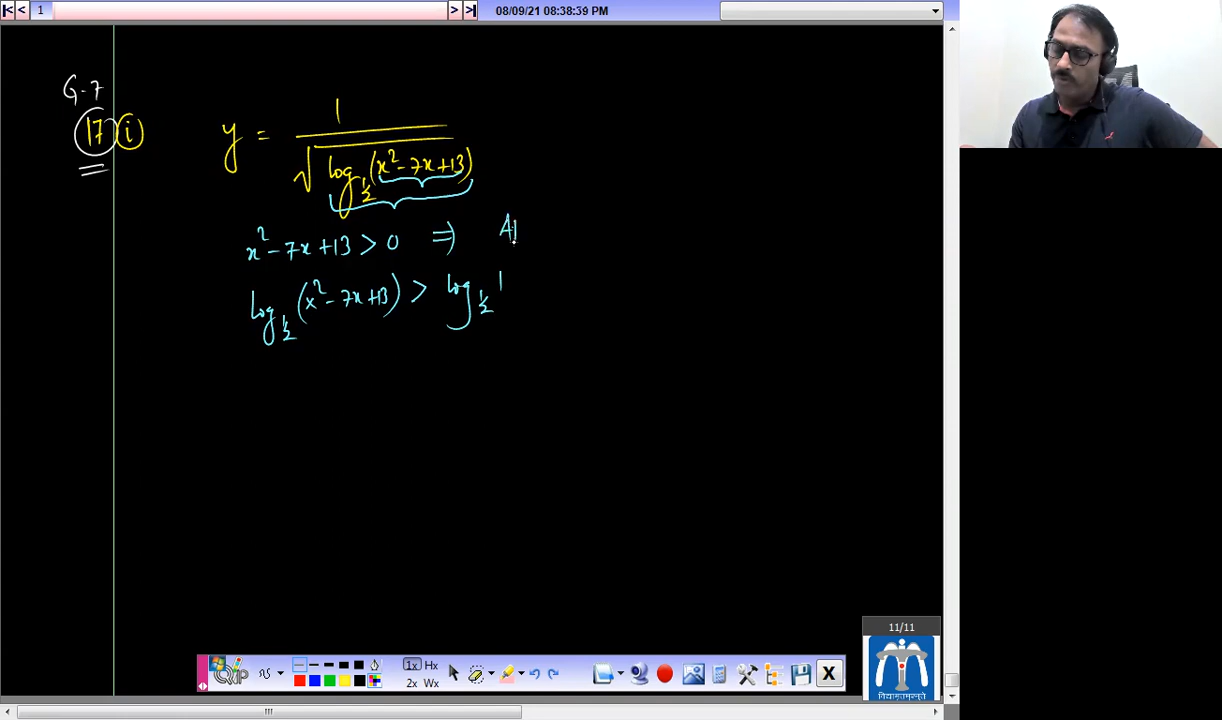 1
08/09/21 08:38:39 PM
G-7
17 i
y = 1 / √(log_{1/2}(x² - 7x + 13))
x² - 7x + 13 > 0 ⇒ Al
log_{1/2}(x² - 7x + 13) > log_{1/2} 1
11/11
1x Hx
2x Wx
X